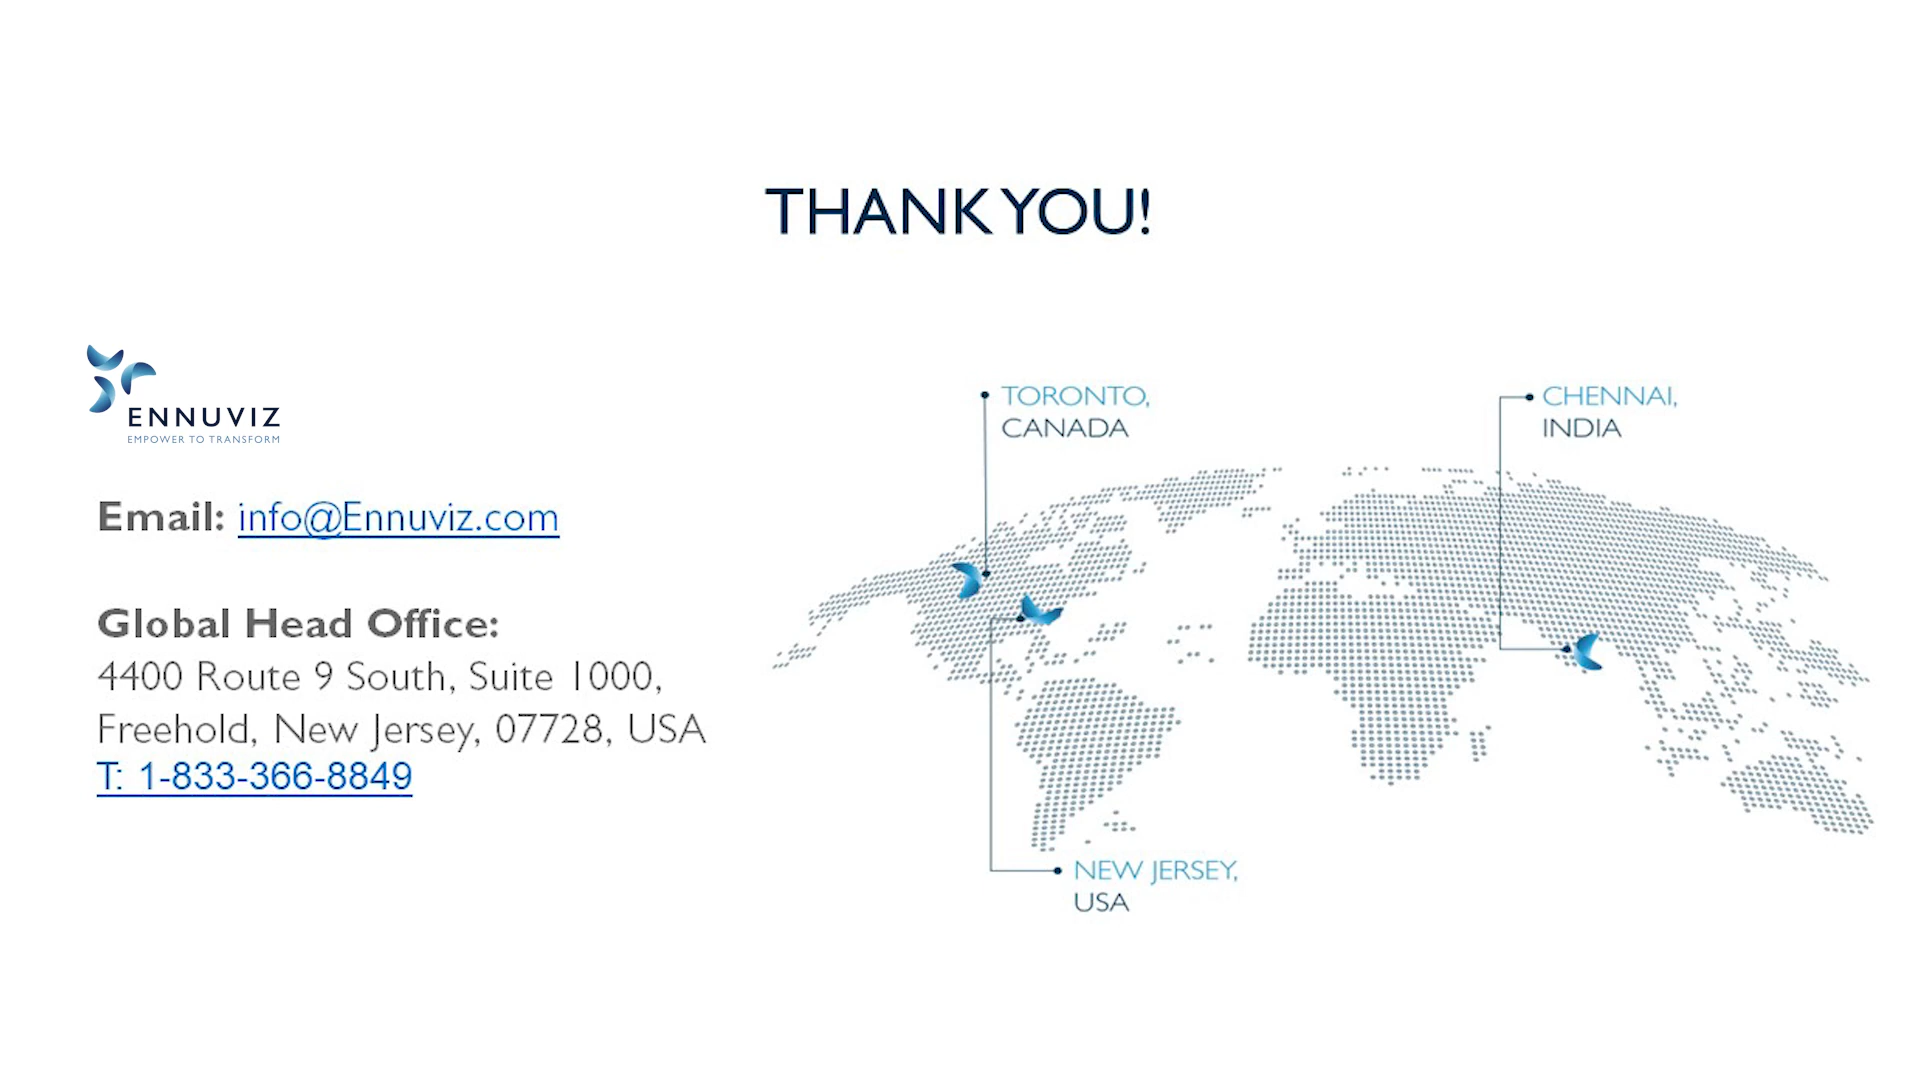 THANK YOU!
ENNUVIZ
EMPOWER TO TRANSFORM
Email: info@Ennuviz.com
Global Head Office:
4400 Route 9 South, Suite 1000,
Freehold, New Jersey, 07728, USA
T: 1-833-366-8849
TORONTO,
CANADA
CHENNAI,
INDIA
NEW JERSEY,
USA